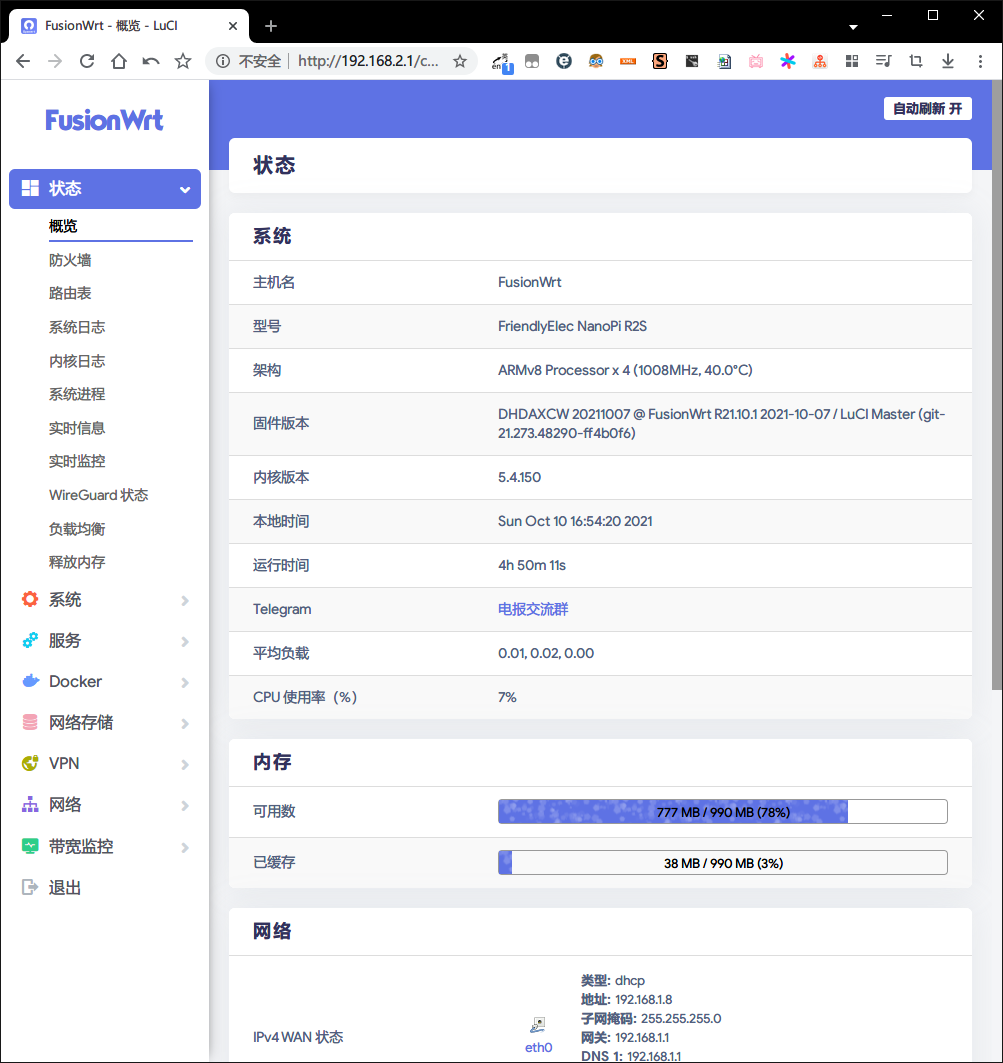 FusionWrt - 概览 - LuCI
不安全
http://192.168.2.1/c...
en
1
XML
S
FusionWrt
状态
概览
防火墙
路由表
系统日志
内核日志
系统进程
实时信息
实时监控
WireGuard 状态
负载均衡
释放内存
系统
服务
Docker
网络存储
VPN
网络
带宽监控
退出
自动刷新 开
状态
系统
主机名 FusionWrt
型号 FriendlyElec NanoPi R2S
架构 ARMv8 Processor x 4 (1008MHz, 40.0°C)
固件版本 DHDAXCW 20211007 @ FusionWrt R21.10.1 2021-10-07 / LuCI Master (git-
21.273.48290-ff4b0f6)
内核版本 5.4.150
本地时间 Sun Oct 10 16:54:20 2021
运行时间 4h 50m 11s
Telegram 电报交流群
平均负载 0.01, 0.02, 0.00
CPU 使用率（%） 7%
内存
可用数 777 MB / 990 MB (78%)
已缓存 38 MB / 990 MB (3%)
网络
IPv4 WAN 状态
eth0
类型: dhcp
地址: 192.168.1.8
子网掩码: 255.255.255.0
网关: 192.168.1.1
DNS 1: 192.168.1.1